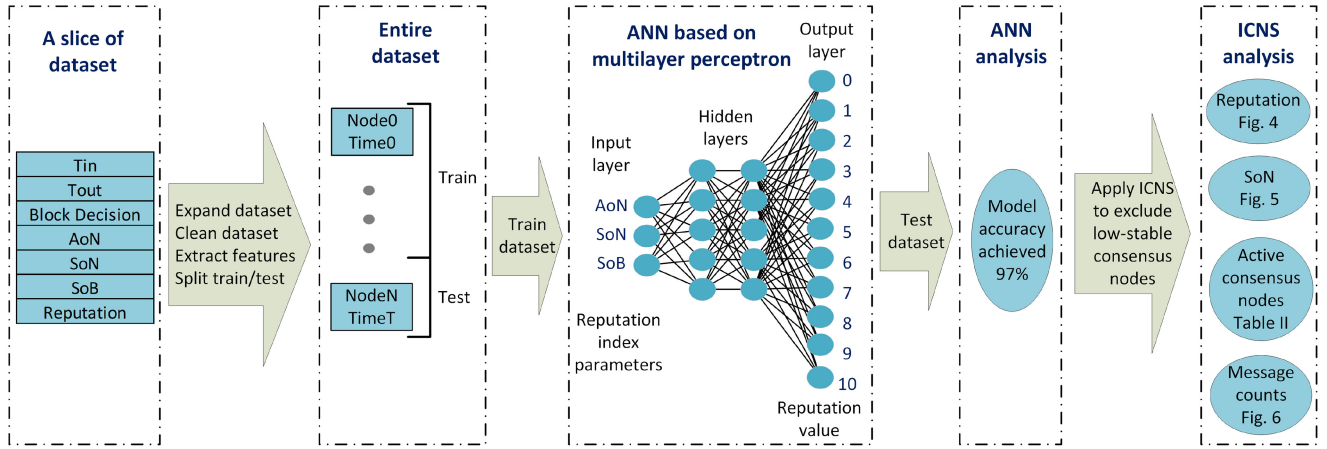 A slice of
dataset
Tin
Tout
Block Decision
AoN
SoN
SoB
Reputation
Expand dataset
Clean dataset
Extract features
Split train/test
Entire
dataset
Node0
Time0
NodeN
TimeT
Train
Test
Train
dataset
ANN based on
multilayer perceptron
Input
layer
AoN
SoN
SoB
Reputation
index
parameters
Hidden
layers
Output
layer
0
1
2
3
4
5
6
7
8
9
10
Reputation
value
Test
dataset
ANN
analysis
Model
accuracy
achieved
97%
Apply ICNS
to exclude
low-stable
consensus
nodes
ICNS
analysis
Reputation
Fig. 4
SoN
Fig. 5
Active
consensus
nodes
Table II
Message
counts
Fig. 6